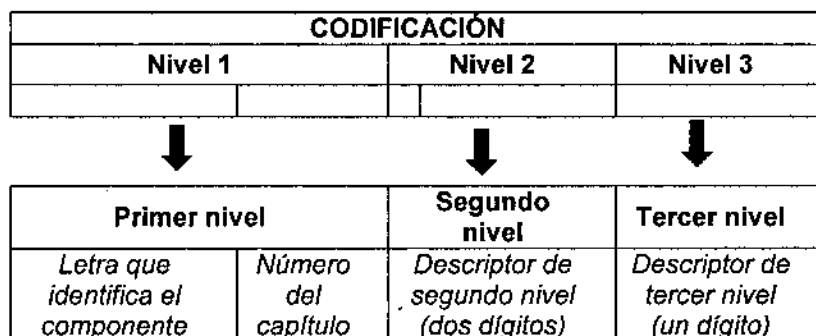 CODIFICACIÓN
Nivel 1 Nivel 2 Nivel 3
Primer nivel Segundo nivel Tercer nivel
Letra que identifica el componente Número del capítulo Descriptor de segundo nivel (dos dígitos) Descriptor de tercer nivel (un dígito)